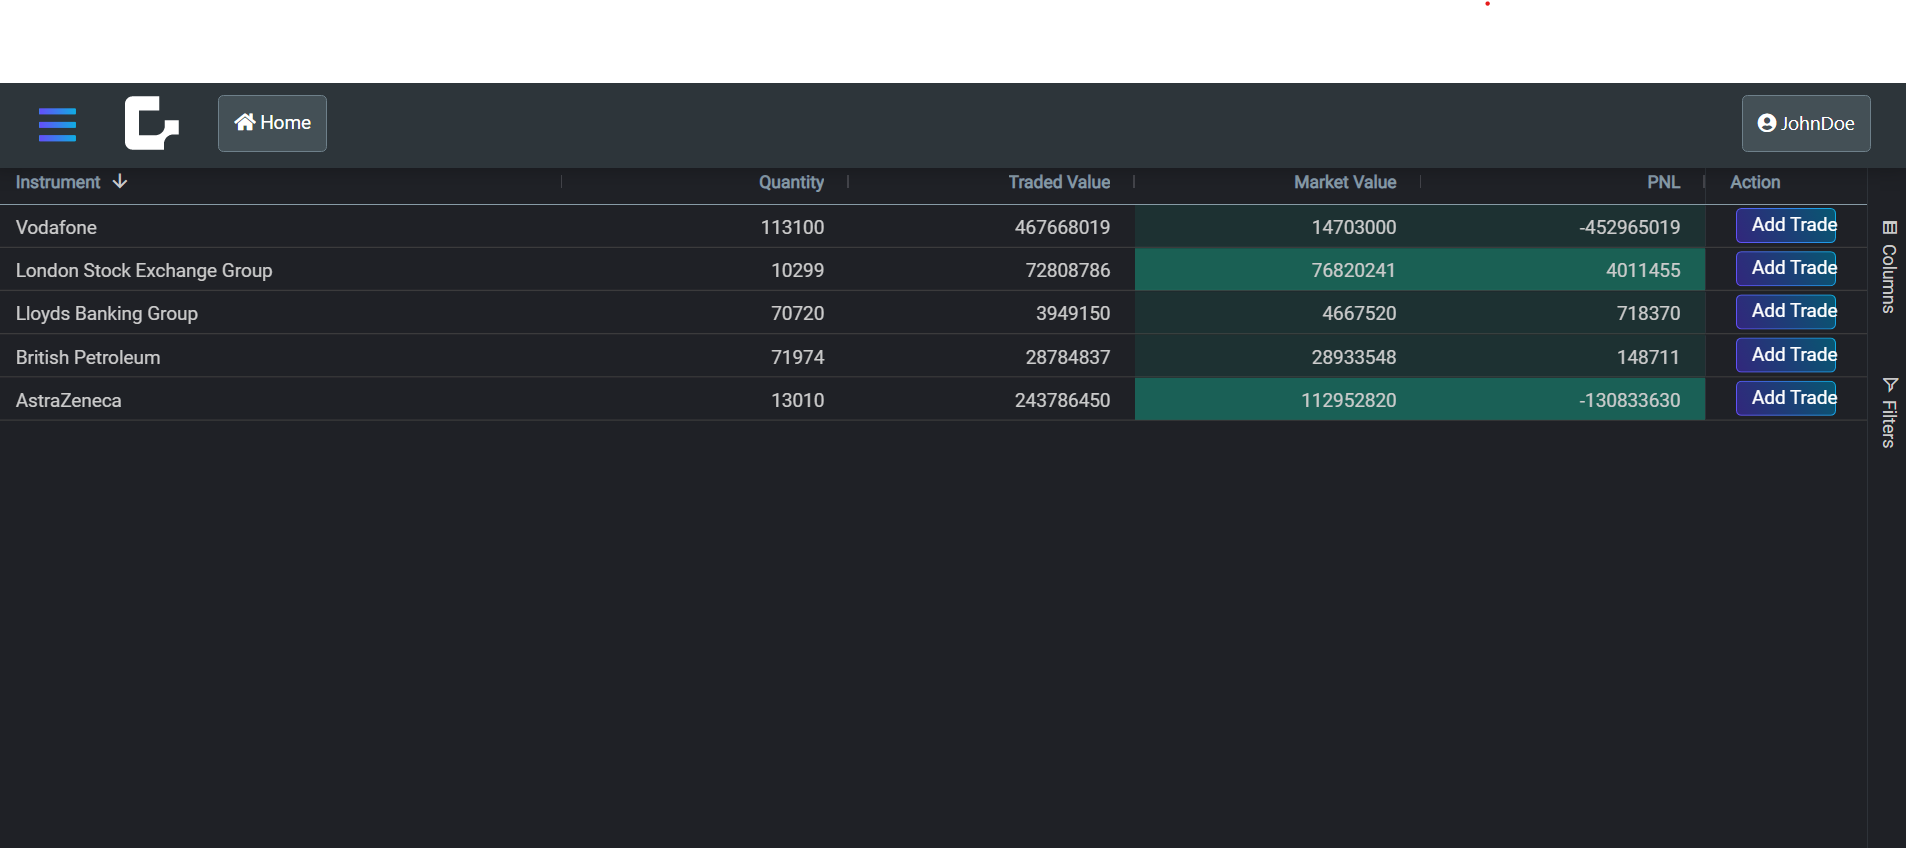 Home JohnDoe
Instrument Quantity Traded Value Market Value PNL Action
Vodafone 113100 467668019 14703000 -452965019 Add Trade
London Stock Exchange Group 10299 72808786 76820241 4011455 Add Trade
Lloyds Banking Group 70720 3949150 4667520 718370 Add Trade
British Petroleum 71974 28784837 28933548 148711 Add Trade
AstraZeneca 13010 243786450 112952820 -130833630 Add Trade
Columns
Filters